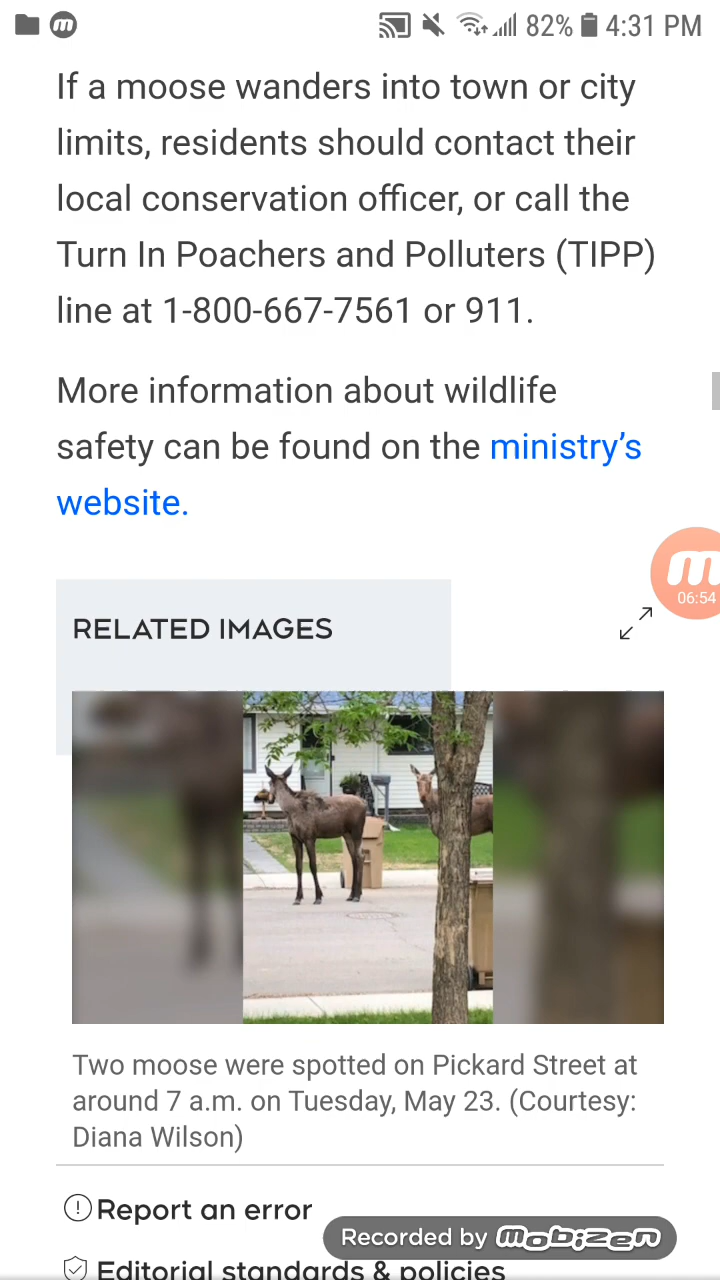 82% 4:31 PM
If a moose wanders into town or city
limits, residents should contact their
local conservation officer, or call the
Turn In Poachers and Polluters (TIPP)
line at 1-800-667-7561 or 911.
More information about wildlife
safety can be found on the ministry's
website.
m
06:54
RELATED IMAGES
Two moose were spotted on Pickard Street at
around 7 a.m. on Tuesday, May 23. (Courtesy:
Diana Wilson)
Report an error
Recorded by mobizen
Editorial standards & policies